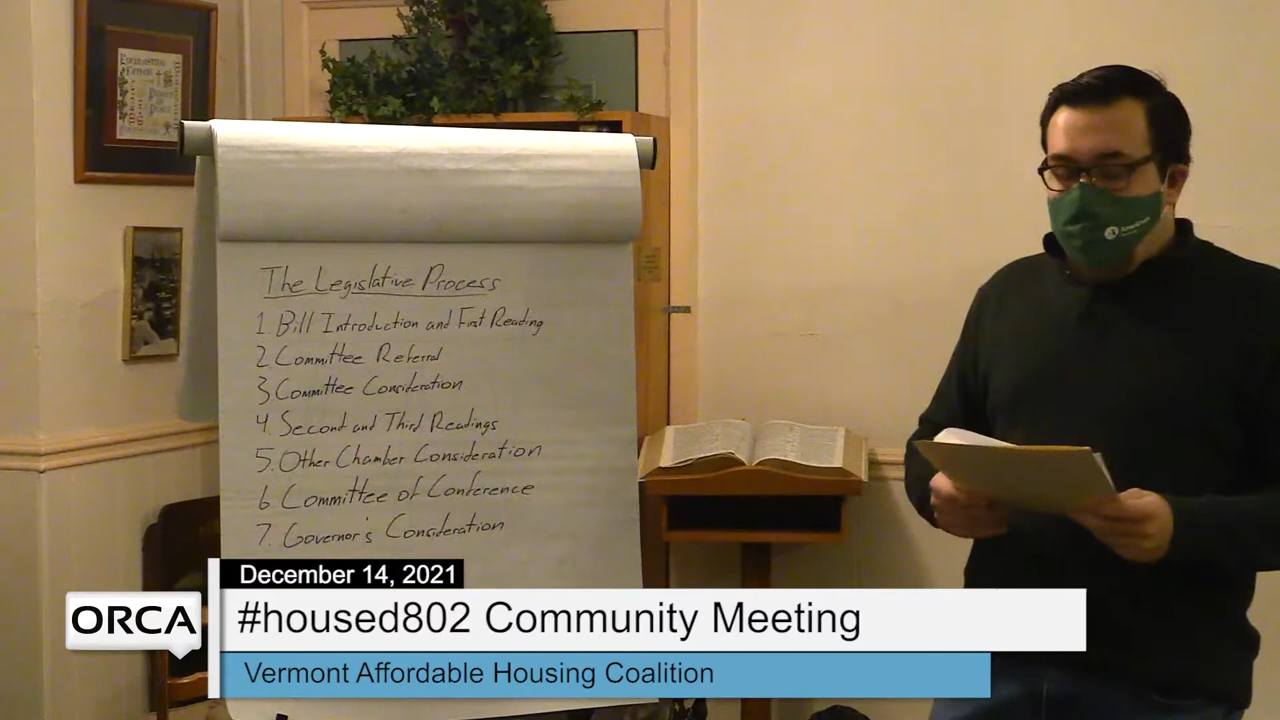 The Legislative Process
1. Bill Introduction and First Reading
2. Committee Referral
3 Committee Consideration
4. Second and Third Readings
5. Other Chamber Consideration
6 Committee of Conference
7. Governor's Consideration
December 14, 2021
ORCA
#housed802 Community Meeting
Vermont Affordable Housing Coalition